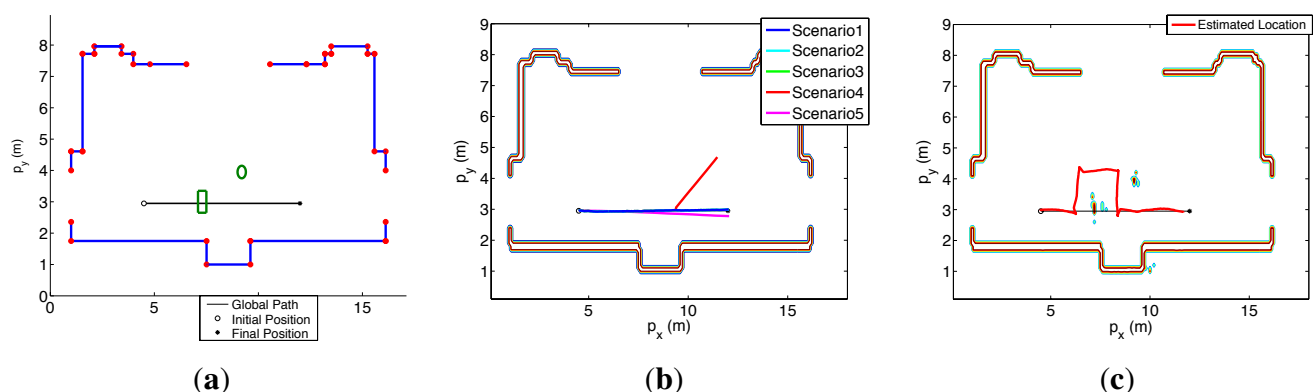 9
8
7
6
5
4
3
2
1
0
p_y (m)
0
5
15
Global Path
Initial Position
Final Position
(a)
9
8
7
6
5
4
3
2
1
p_y (m)
5
10
15
p_x (m)
Scenario1
Scenario2
Scenario3
Scenario4
Scenario5
(b)
9
8
7
6
5
4
3
2
1
p_y (m)
5
10
15
p_x (m)
Estimated Location
(c)